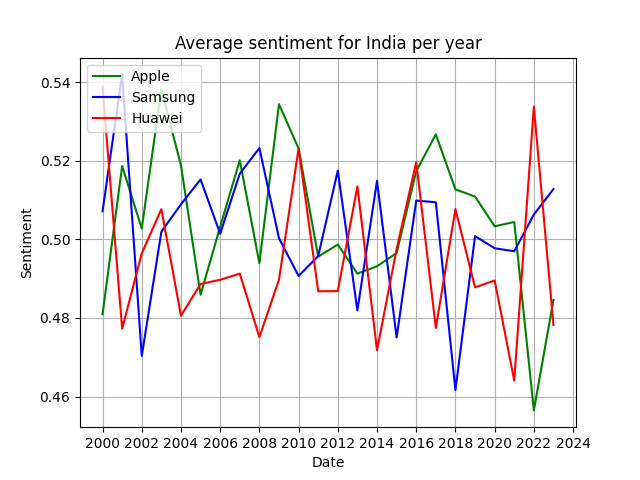 Average sentiment for India per year
Apple
Samsung
Huawei
0.54
0.52
0.50
0.48
0.46
Sentiment
2000 2002 2004 2006 2008 2010 2012 2014 2016 2018 2020 2022 2024
Date